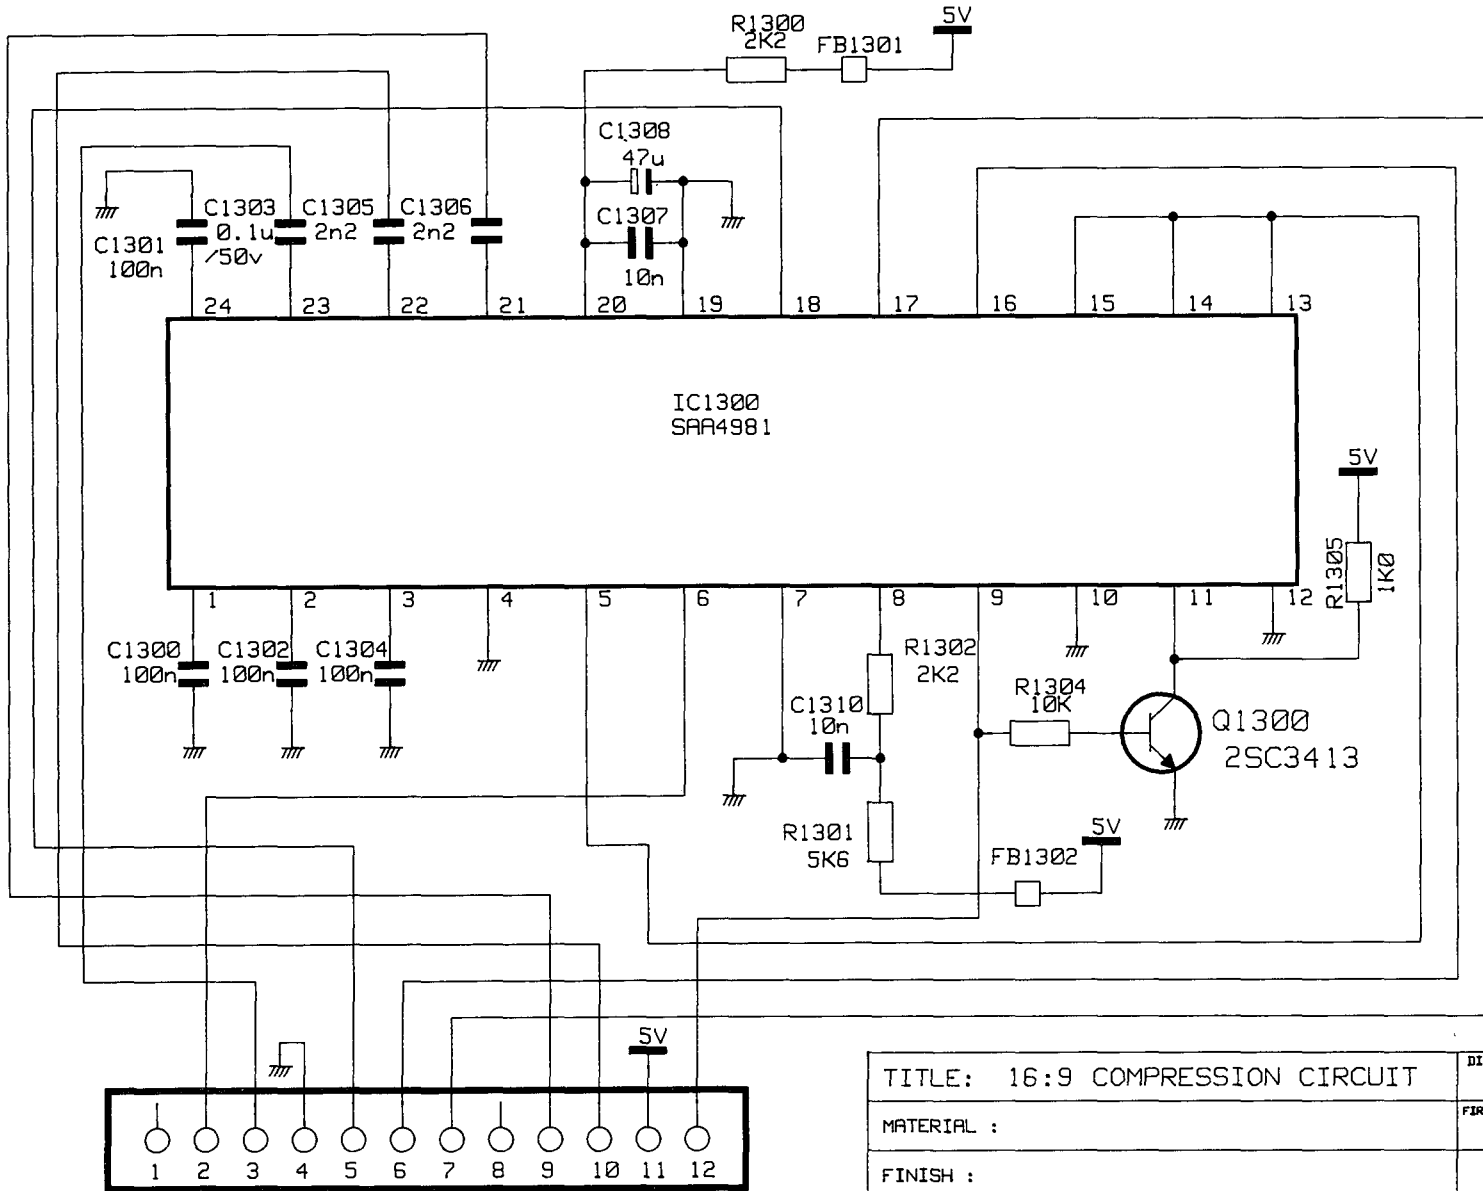 R1300
2K2
FB1301
5V
C1308
47u
C1307
10n
C1301
100n
C1303
0.1u
/50v
C1305
2n2
C1306
2n2
24 23 22 21 20 19 18 17 16 15 14 13
IC1300
SAA4981
5V
R1305
1K0
1 2 3 4 5 6 7 8 9 10 11 12
C1300
100n
C1302
100n
C1304
100n
R1302
2K2
C1310
10n
R1304
10K
Q1300
2SC3413
R1301
5K6
FB1302
5V
5V
1 2 3 4 5 6 7 8 9 10 11 12
TITLE: 16:9 COMPRESSION CIRCUIT
DI
MATERIAL :
FIR
FINISH :